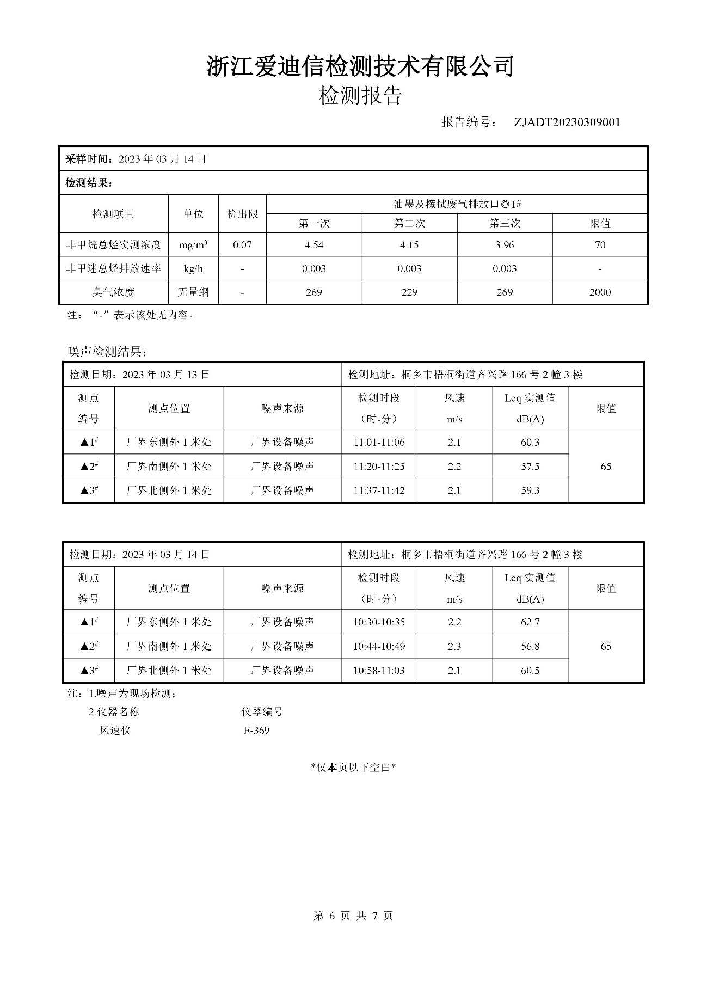 浙江爱迪信检测技术有限公司
检测报告
报告编号： ZJADT20230309001
采样时间：2023 年 03 月 14 日
检测结果：
检测项目 单位 检出限 油墨及擦拭废气排放口◎1#
第一次 第二次 第三次 限值
非甲烷总烃实测浓度 mg/m³ 0.07 4.54 4.15 3.96 70
非甲迷总烃排放速率 kg/h - 0.003 0.003 0.003 -
臭气浓度 无量纲 - 269 229 269 2000
注：“-”表示该处无内容。
噪声检测结果：
检测日期：2023 年 03 月 13 日 检测地址：桐乡市梧桐街道齐兴路 166 号 2 幢 3 楼
测点编号 测点位置 噪声来源 检测时段（时-分） 风速 m/s Leq 实测值 dB(A) 限值
▲1# 厂界东侧外 1 米处 厂界设备噪声 11:01-11:06 2.1 60.3
▲2# 厂界南侧外 1 米处 厂界设备噪声 11:20-11:25 2.2 57.5 65
▲3# 厂界北侧外 1 米处 厂界设备噪声 11:37-11:42 2.1 59.3
检测日期：2023 年 03 月 14 日 检测地址：桐乡市梧桐街道齐兴路 166 号 2 幢 3 楼
测点编号 测点位置 噪声来源 检测时段（时-分） 风速 m/s Leq 实测值 dB(A) 限值
▲1# 厂界东侧外 1 米处 厂界设备噪声 10:30-10:35 2.2 62.7
▲2# 厂界南侧外 1 米处 厂界设备噪声 10:44-10:49 2.3 56.8 65
▲3# 厂界北侧外 1 米处 厂界设备噪声 10:58-11:03 2.1 60.5
注：1.噪声为现场检测；
2.仪器名称 仪器编号
风速仪 E-369
*仅本页以下空白*
第 6 页 共 7 页